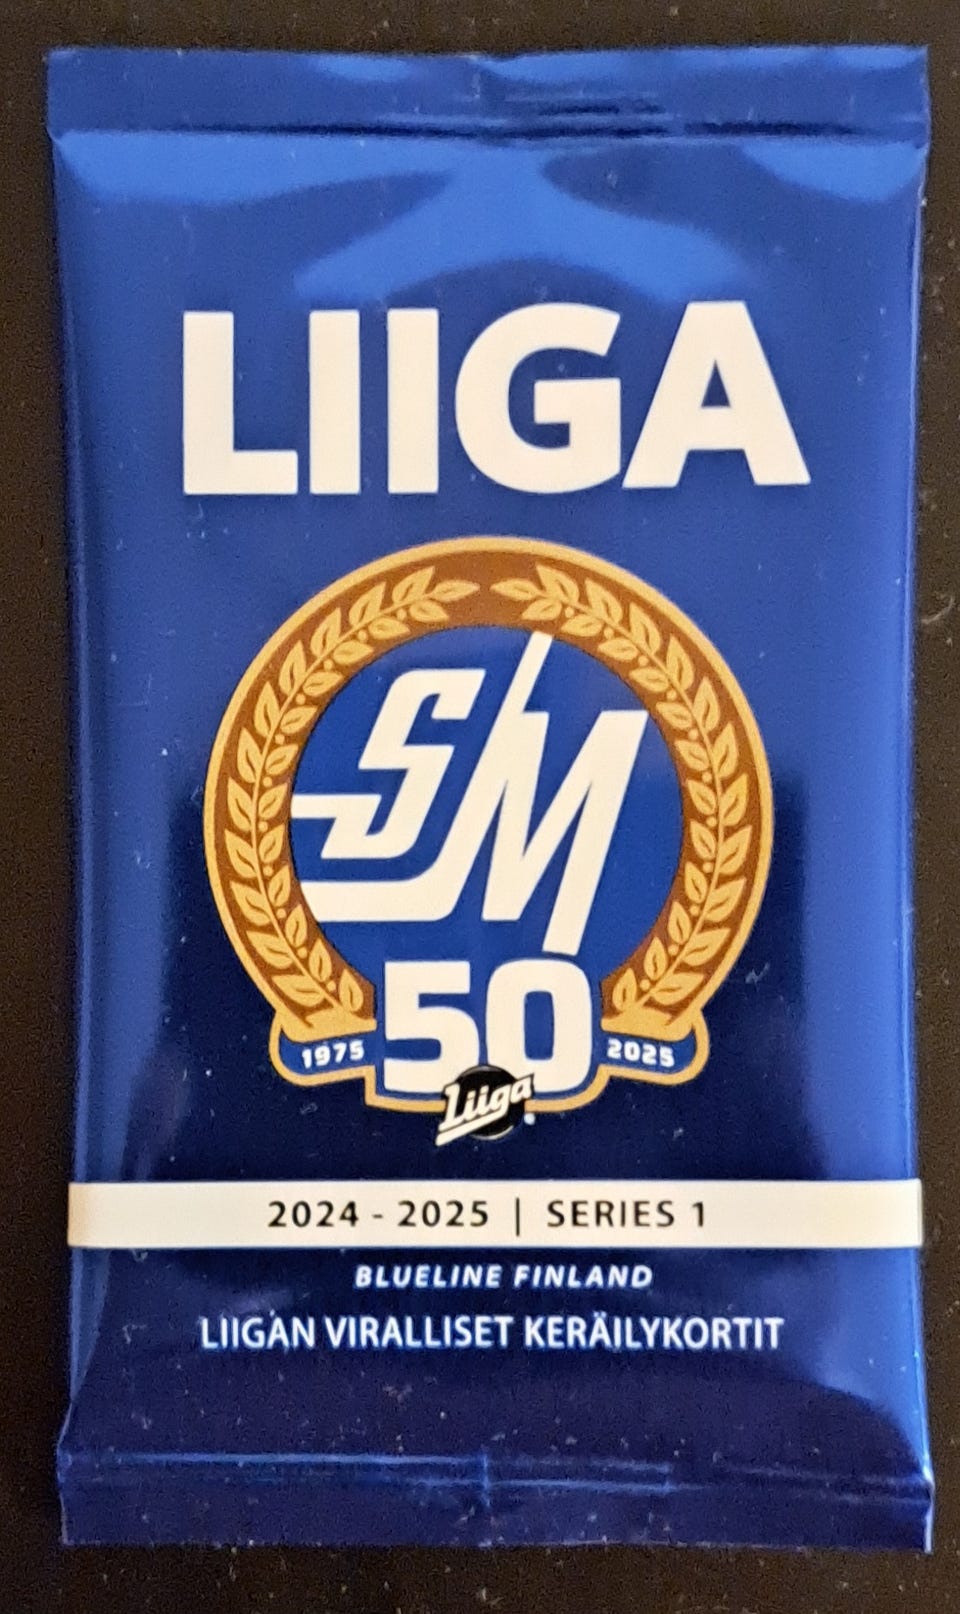 LIIGA
SM
50
1975
2025
Liiga
2024 - 2025 | SERIES 1
BLUELINE FINLAND
LIIGAN VIRALLISET KERÄILYKORTIT